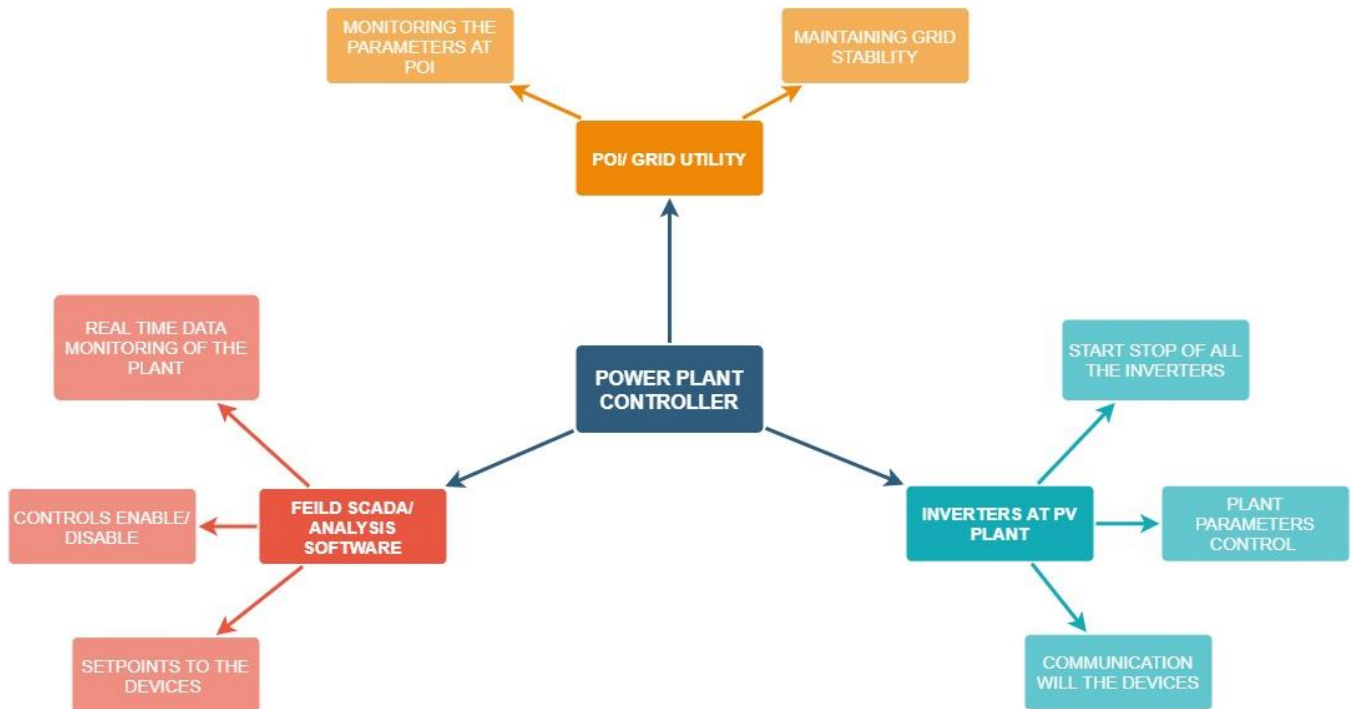 MONITORING THE
PARAMETERS AT
POI
MAINTAINING GRID
STABILITY
POI/ GRID UTILITY
REAL TIME DATA
MONITORING OF THE
PLANT
POWER PLANT
CONTROLLER
START STOP OF ALL
THE INVERTERS
CONTROLS ENABLE/
DISABLE
FEILD SCADA/
ANALYSIS
SOFTWARE
INVERTERS AT PV
PLANT
PLANT
PARAMETERS
CONTROL
SETPOINTS TO THE
DEVICES
COMMUNICATION
WILL THE DEVICES